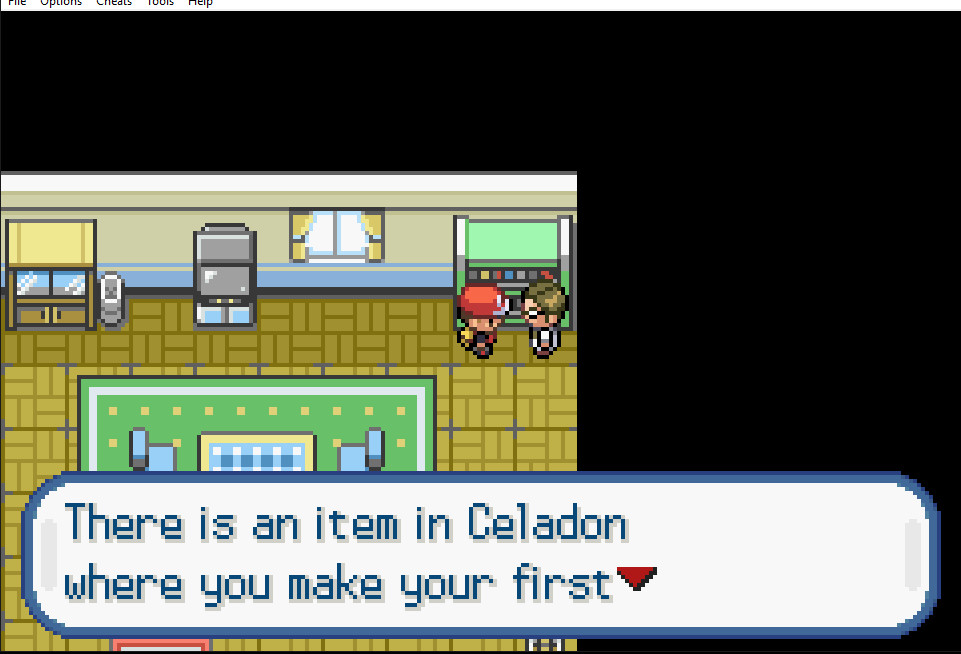 File Options Cheats Tools Help
There is an item in Celadon
where you make your first